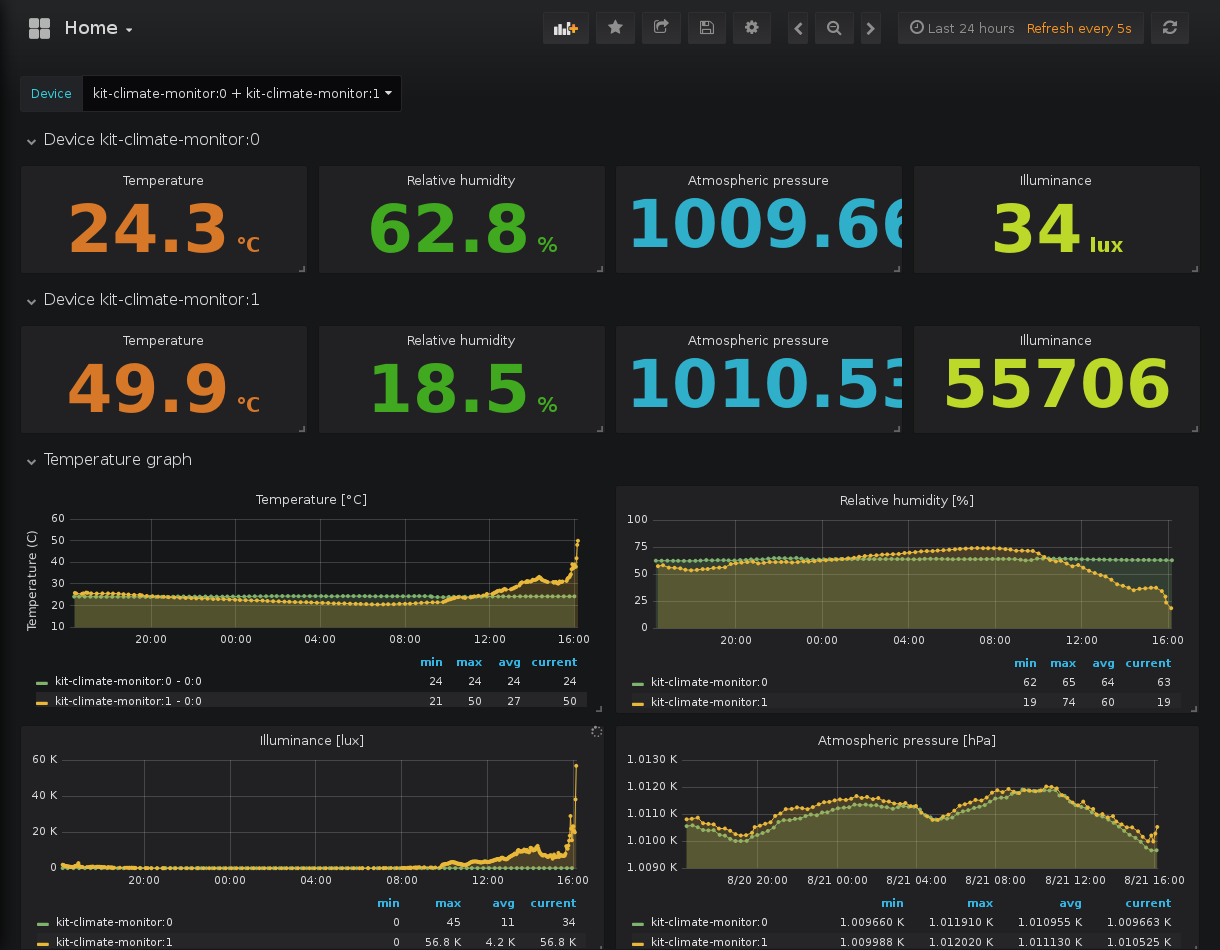 Home
Last 24 hours Refresh every 5s
Device kit-climate-monitor:0 + kit-climate-monitor:1
Device kit-climate-monitor:0
Temperature Relative humidity Atmospheric pressure Illuminance
24.3 °C 62.8 % 1009.66 34 lux
Device kit-climate-monitor:1
Temperature Relative humidity Atmospheric pressure Illuminance
49.9 °C 18.5 % 1010.53 55706
Temperature graph
Temperature [°C]
Temperature (C)
60
50
40
30
20
10
20:00 00:00 04:00 08:00 12:00 16:00
min max avg current
kit-climate-monitor:0 - 0:0 24 24 24 24
kit-climate-monitor:1 - 0:0 21 50 27 50
Relative humidity [%]
100
75
50
25
0
20:00 00:00 04:00 08:00 12:00 16:00
min max avg current
kit-climate-monitor:0 62 65 64 63
kit-climate-monitor:1 19 74 60 19
Illuminance [lux]
60 K
40 K
20 K
0
20:00 00:00 04:00 08:00 12:00 16:00
min max avg current
kit-climate-monitor:0 0 45 11 34
kit-climate-monitor:1 0 56.8 K 4.2 K 56.8 K
Atmospheric pressure [hPa]
1.0130 K
1.0120 K
1.0110 K
1.0100 K
1.0090 K
8/20 20:00 8/21 00:00 8/21 04:00 8/21 08:00 8/21 12:00 8/21 16:00
min max avg current
kit-climate-monitor:0 1.009660 K 1.011910 K 1.010955 K 1.009663 K
kit-climate-monitor:1 1.009988 K 1.012020 K 1.011130 K 1.010525 K